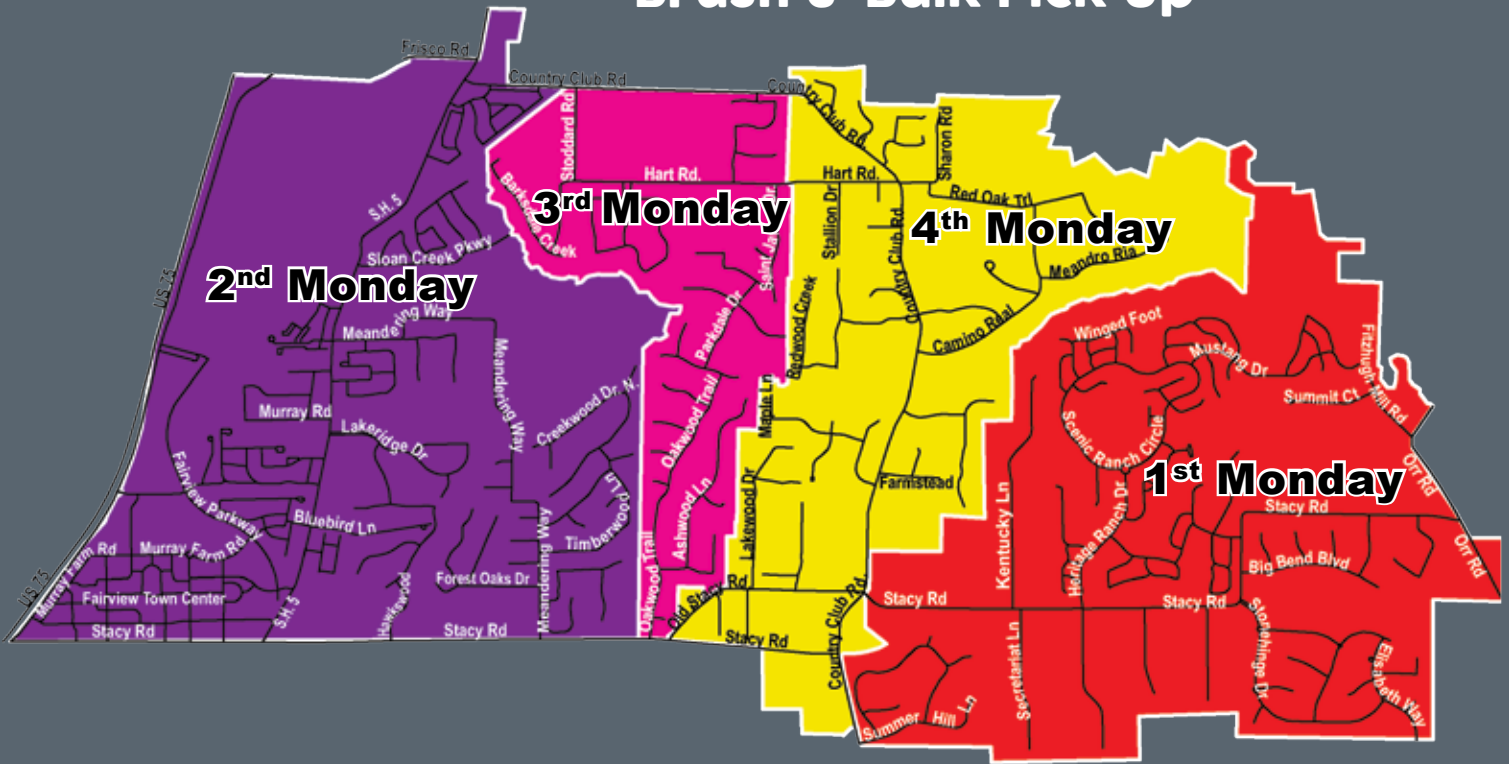 Brush & Bulk Pick Up
Frisco Rd
Country Club Rd
Country Club Rd.
Stoddard Rd
Sharon Rd
Hart Rd.
Hart Rd.
Barksdale Creek
3rd Monday
Red Oak Trl
S.H. 5
Stallion Dr
4th Monday
Country Club Rd
Sloan Creek Pkwy
Meandro Ria
US 75
2nd Monday
Redwood Creek
Meandering Way
Parkdale Dr
Camino Real
Winged Foot
Mustang Dr
Fitzhugh Mill Rd
Meandering Way
Creekwood Dr. N.
Oakwood Trail
Maple Ln
Summit Ct
Murray Rd
Lakeridge Dr
Scenic Ranch Circle
Fairview Parkway
Timberwood Ln
Ashwood Ln
Lakewood Dr
Farmstead
Kentucky Ln
1st Monday
Orr Rd
Stacy Rd
Bluebird Ln
Heritage Ranch Dr
Murray Farm Rd
Murray Farm Rd
Meandering Way
Orr Rd
Big Bend Blvd
US 75
Forest Oaks Dr
Oakwood Trail
Old Stacy Rd
Country Club Rd
Stacy Rd
Stacy Rd
Fairview Town Center
S.H. 5
Hawkswood
Stacy Rd
Stacy Rd
Stacy Rd
Secretariat Ln
Stonehinge Dr
Elisabeth Way
Summer Hill Ln